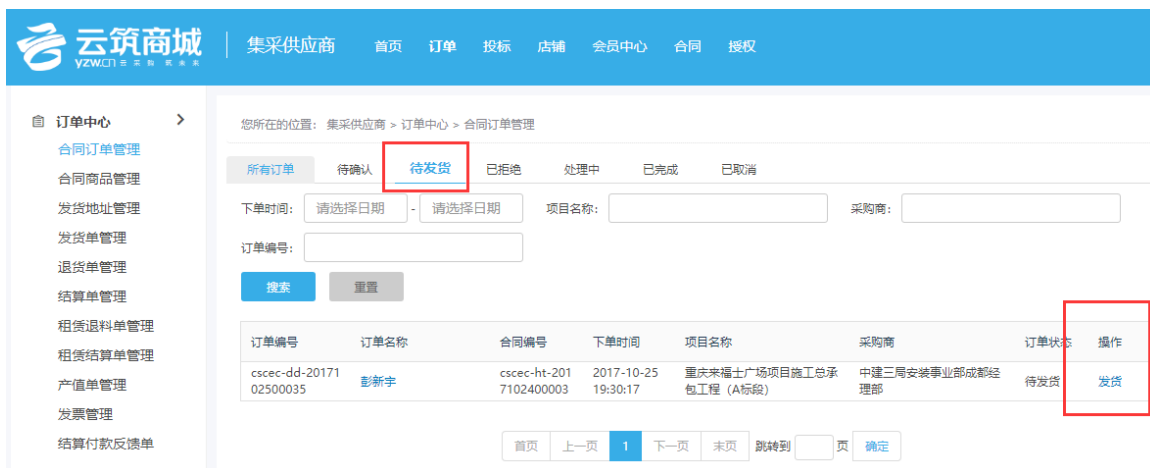 云筑商城
yzw.cn 云采购 筑未来
集采供应商 首页 订单 投标 店铺 会员中心 合同 授权
订单中心
合同订单管理
合同商品管理
发货地址管理
发货单管理
退货单管理
结算单管理
租赁退料单管理
租赁结算单管理
产值单管理
发票管理
结算付款反馈单
您所在的位置: 集采供应商 > 订单中心 > 合同订单管理
所有订单 待确认 待发货 已拒绝 处理中 已完成 已取消
下单时间: 请选择日期 - 请选择日期 项目名称: 采购商:
订单编号:
搜索 重置
订单编号 订单名称 合同编号 下单时间 项目名称 采购商 订单状态 操作
cscec-dd-20171 cscec-ht-201 2017-10-25 重庆来福士广场项目施工总承 中建三局安装事业部成都经
彭新宇 待发货 发货
02500035 7102400003 19:30:17 包工程（A标段） 理部
首页 上一页 1 下一页 末页 跳转到 页 确定